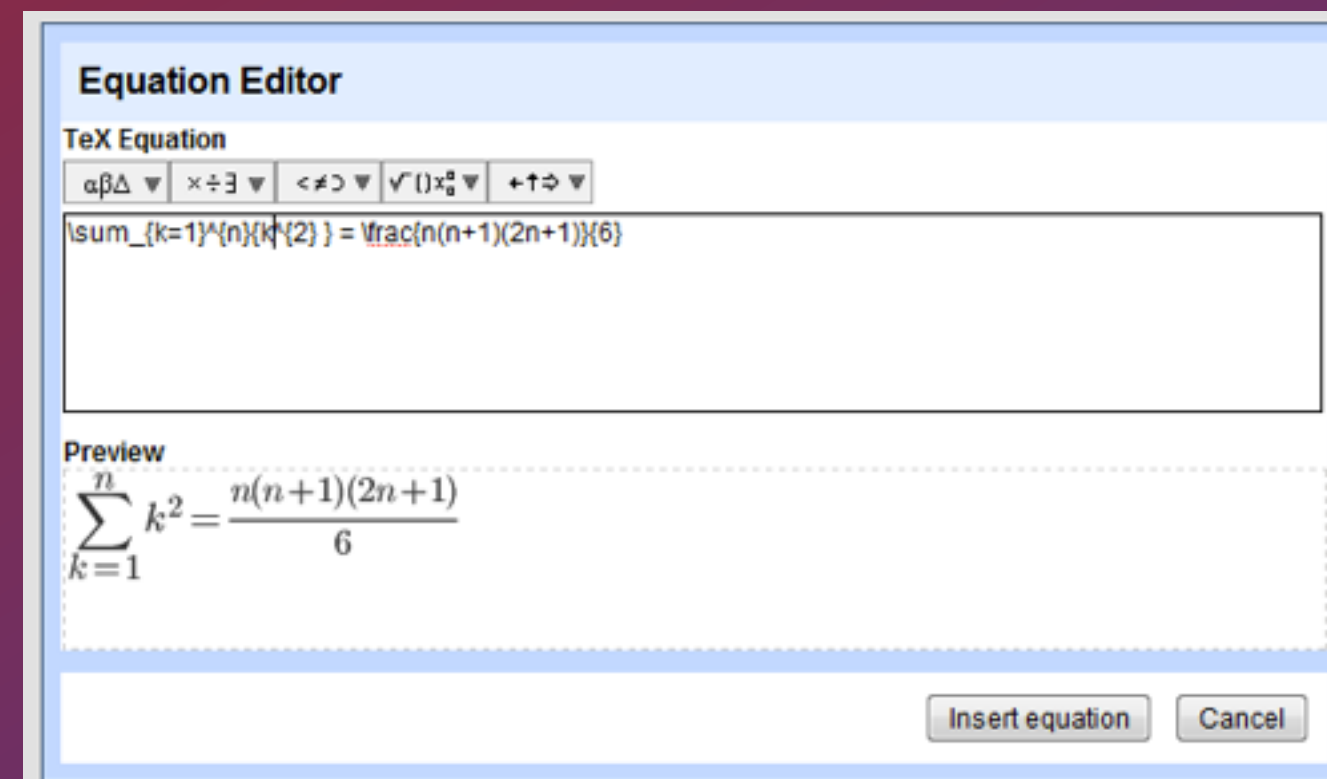 Equation Editor
TeX Equation
αβΔ ▼ ×÷∃ ▼ <≠⊃ ▼ √‾()x▫▫ ▼ ←↑⇨ ▼
\sum_{k=1}^{n}{k^{2} } = \frac{n(n+1)(2n+1)}{6}
Preview
n
∑ k² = n(n+1)(2n+1)
6
k=1
Insert equation Cancel